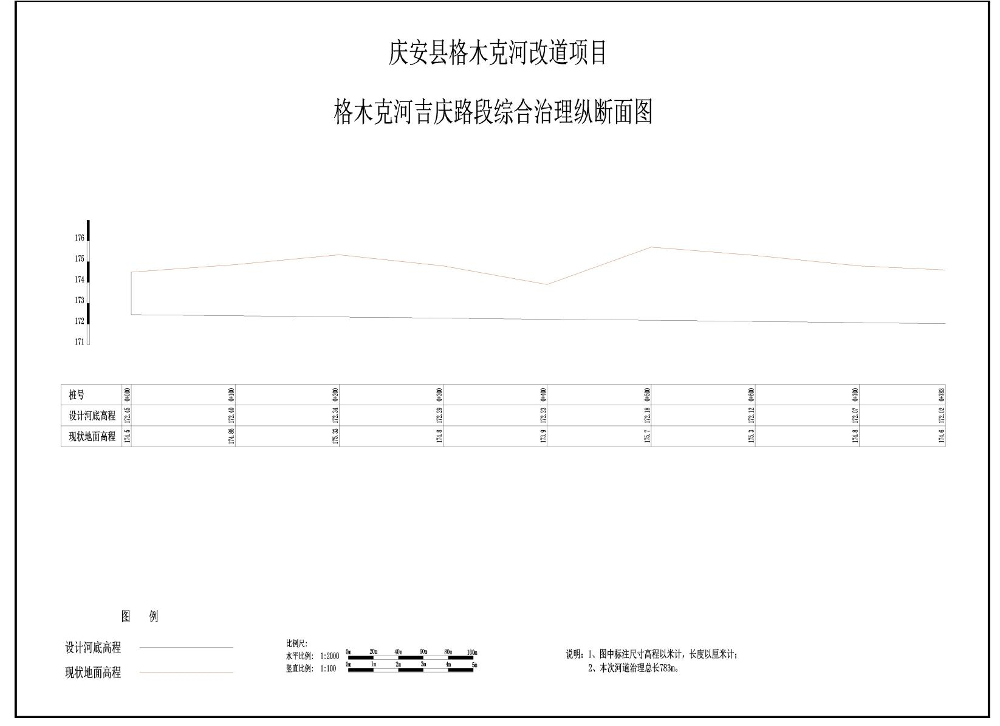 庆安县格木克河改道项目
格木克河吉庆路段综合治理纵断面图
176
175
174
173
172
171
桩号 0+000 0+100 0+200 0+300 0+400 0+500 0+600 0+700 0+783
设计河底高程 172.45 172.40 172.34 172.29 172.23 172.18 172.12 172.07 172.02
现状地面高程 174.5 174.86 175.33 174.8 173.9 175.7 175.3 174.8 174.6
图 例
设计河底高程
现状地面高程
比例尺:
水平比例: 1:2000 0m 20m 40m 60m 80m 100m
竖直比例: 1:100 0m 1m 2m 3m 4m 5m
说明: 1、图中标注尺寸高程以米计，长度以厘米计;
2、本次河道治理总长783m。